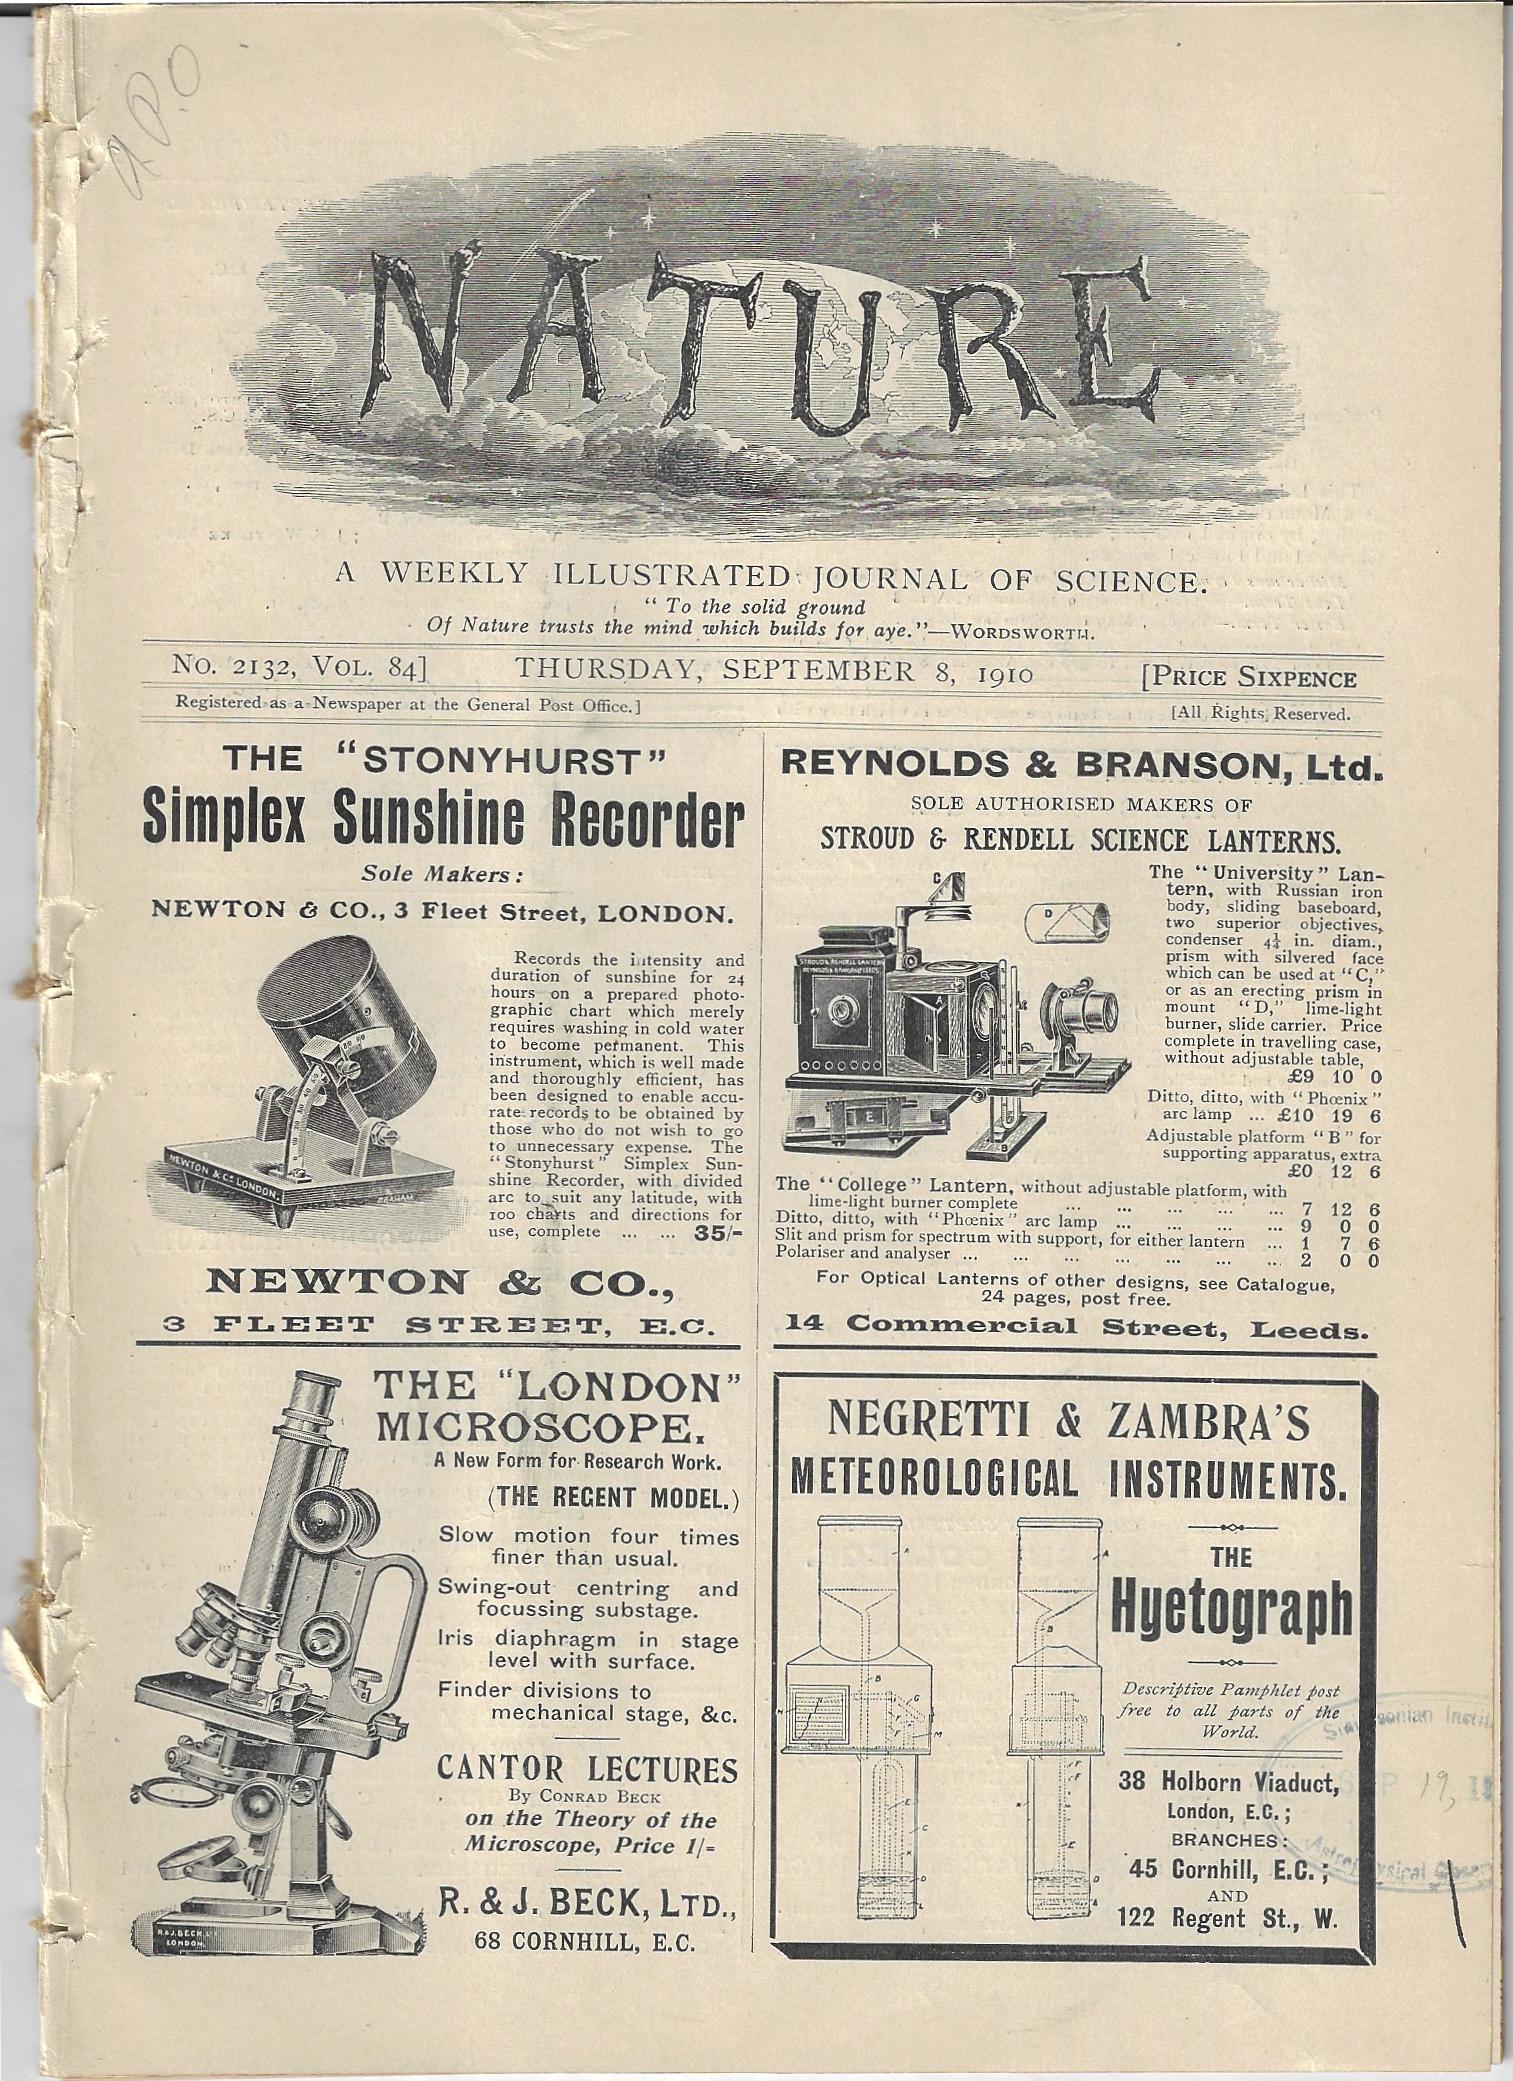 a P.O
NATURE
A WEEKLY ILLUSTRATED JOURNAL OF SCIENCE.
"To the solid ground
Of Nature trusts the mind which builds for aye."—WORDSWORTH.
No. 2132, VOL. 84]
THURSDAY, SEPTEMBER 8, 1910
[PRICE SIXPENCE
Registered as a Newspaper at the General Post Office.]
[All Rights Reserved.
THE "STONYHURST"
Simplex Sunshine Recorder
Sole Makers:
NEWTON & CO., 3 Fleet Street, LONDON.
Records the intensity and
duration of sunshine for 24
hours on a prepared photo-
graphic chart which merely
requires washing in cold water
to become permanent. This
instrument, which is well made
and thoroughly efficient, has
been designed to enable accu-
rate records to be obtained by
those who do not wish to go
to unnecessary expense. The
"Stonyhurst" Simplex Sun-
shine Recorder, with divided
arc to suit any latitude, with
100 charts and directions for
use, complete ... ... 35/-
NEWTON & Co. LONDON.
NEWTON & CO.,
3 FLEET STREET, E.C.
REYNOLDS & BRANSON, Ltd.
SOLE AUTHORISED MAKERS OF
STROUD & RENDELL SCIENCE LANTERNS.
C
D
STROUD & RENDELL LANTERN
A
E
B
The "University" Lan-
tern, with Russian iron
body, sliding baseboard,
two superior objectives,
condenser 4½ in. diam.,
prism with silvered face
which can be used at "C,"
or as an erecting prism in
mount "D," lime-light
burner, slide carrier. Price
complete in travelling case,
without adjustable table,
£9 10 0
Ditto, ditto, with "Phœnix"
arc lamp ... £10 19 6
Adjustable platform "B" for
supporting apparatus, extra
£0 12 6
The "College" Lantern, without adjustable platform, with
lime-light burner complete ... ... ... ... ... 7 12 6
Ditto, ditto, with "Phœnix" arc lamp ... ... ... ... 9 0 0
Slit and prism for spectrum with support, for either lantern ... 1 7 6
Polariser and analyser ... ... ... ... ... ... ... 2 0 0
For Optical Lanterns of other designs, see Catalogue,
24 pages, post free.
14 Commercial Street, Leeds.
THE "LONDON"
MICROSCOPE.
A New Form for Research Work.
(THE RECENT MODEL.)
Slow motion four times
finer than usual.
Swing-out centring and
focussing substage.
Iris diaphragm in stage
level with surface.
Finder divisions to
mechanical stage, &c.
CANTOR LECTURES
By CONRAD BECK
on the Theory of the
Microscope, Price 1/=
R. & J. BECK, LTD.,
68 CORNHILL, E.C.
R & J. BECK LTD
LONDON.
NEGRETTI & ZAMBRA'S
METEOROLOGICAL INSTRUMENTS.
THE
Hyetograph
Descriptive Pamphlet post
free to all parts of the
World.
38 Holborn Viaduct,
London, E.C.;
BRANCHES:
45 Cornhill, E.C.;
AND
122 Regent St., W.
Smithsonian Instit
SEP 19, 19
Astrophysical Obser